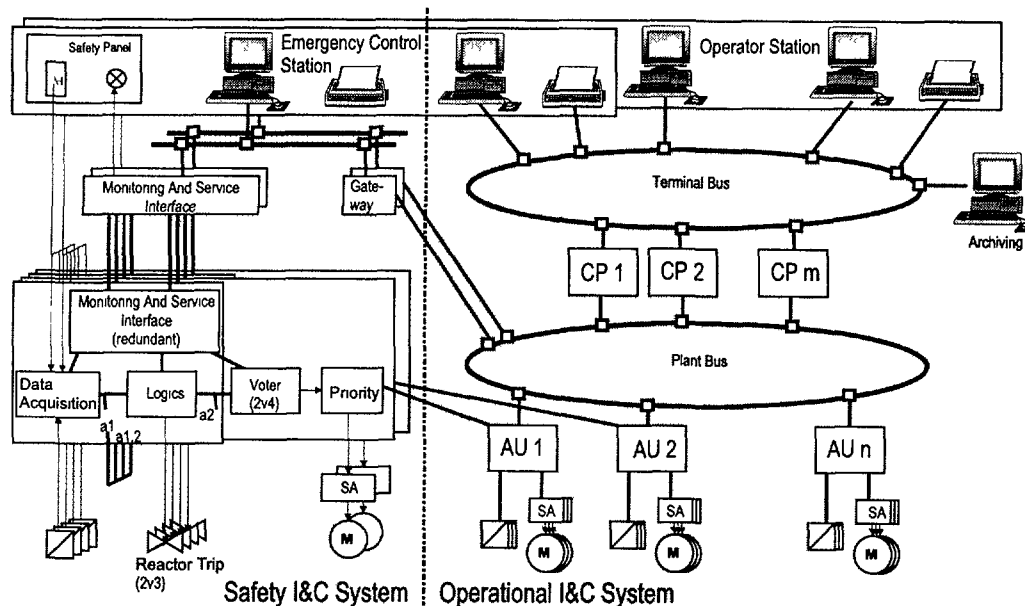 Safety Panel
Emergency Control
Station
Operator Station
Monitoring And Service
Interface
Gate-
way
Terminal Bus
Archiving
CP 1
CP 2
CP m
Monitoring And Service
Interface
(redundant)
Plant Bus
Data
Acquisition
Logics
Voter
(2v4)
Priority
a1
a1,2
a2
AU 1
AU 2
AU n
SA
SA
SA
SA
M
M
M
M
Reactor Trip
(2v3)
Safety I&C System
Operational I&C System